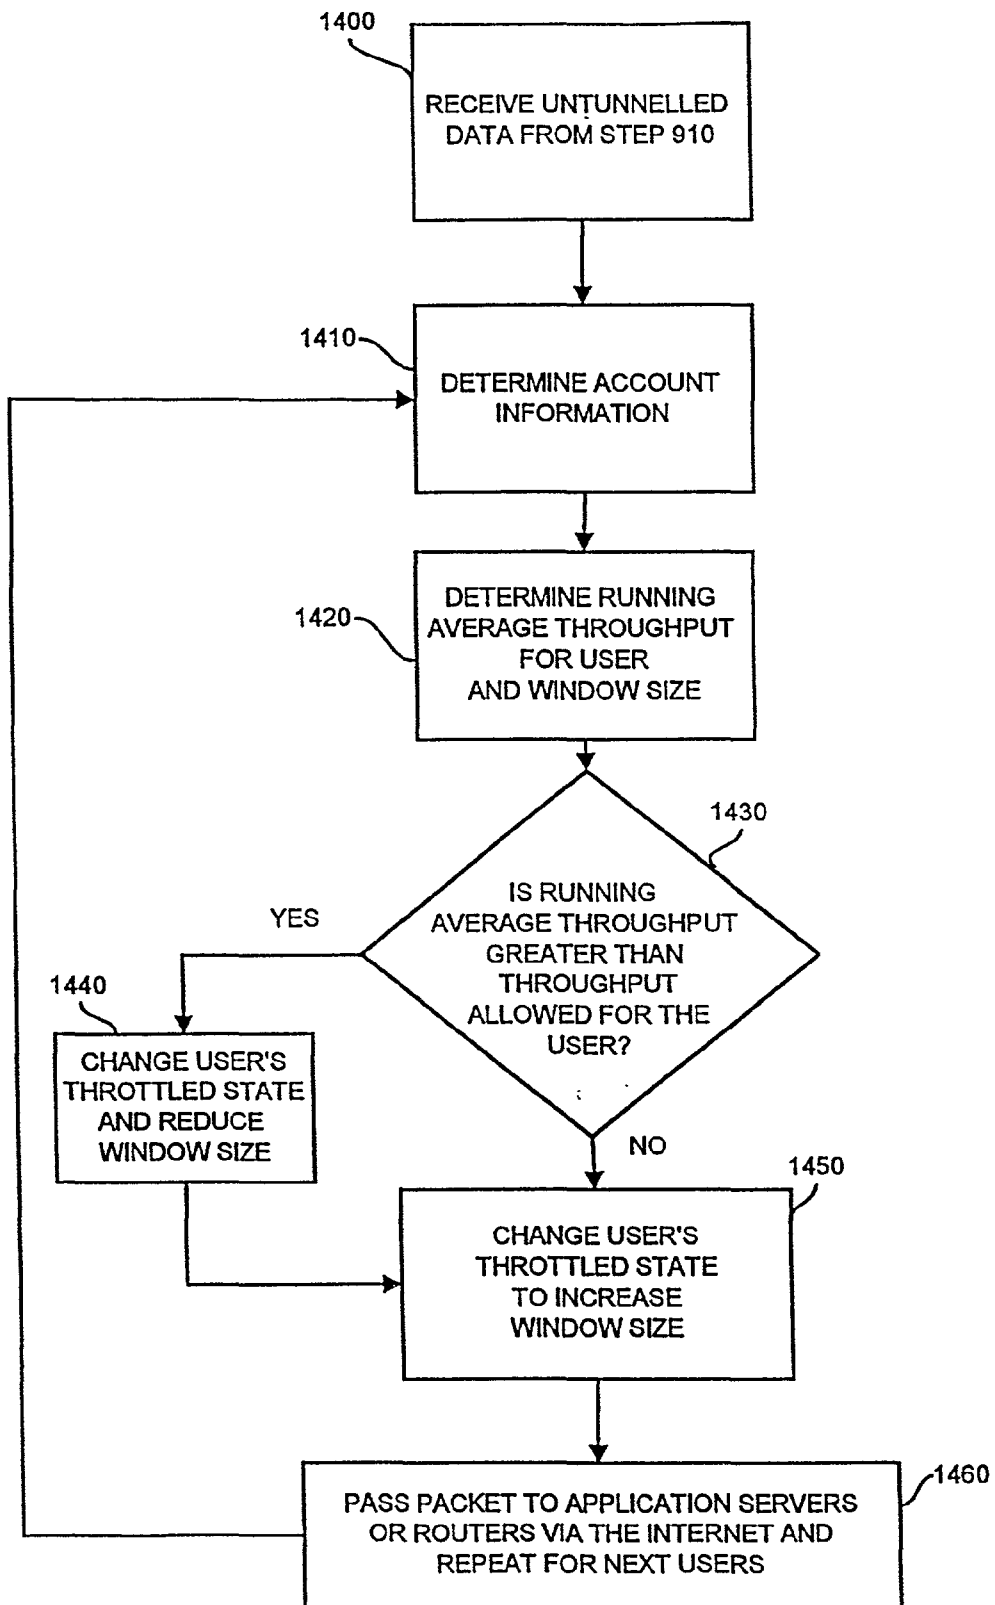 1400
RECEIVE UNTUNNELLED
DATA FROM STEP 910
1410
DETERMINE ACCOUNT
INFORMATION
1420
DETERMINE RUNNING
AVERAGE THROUGHPUT
FOR USER
AND WINDOW SIZE
1430
IS RUNNING
AVERAGE THROUGHPUT
GREATER THAN
THROUGHPUT
ALLOWED FOR THE
USER?
YES
1440
CHANGE USER'S
THROTTLED STATE
AND REDUCE
WINDOW SIZE
NO
1450
CHANGE USER'S
THROTTLED STATE
TO INCREASE
WINDOW SIZE
1460
PASS PACKET TO APPLICATION SERVERS
OR ROUTERS VIA THE INTERNET AND
REPEAT FOR NEXT USERS